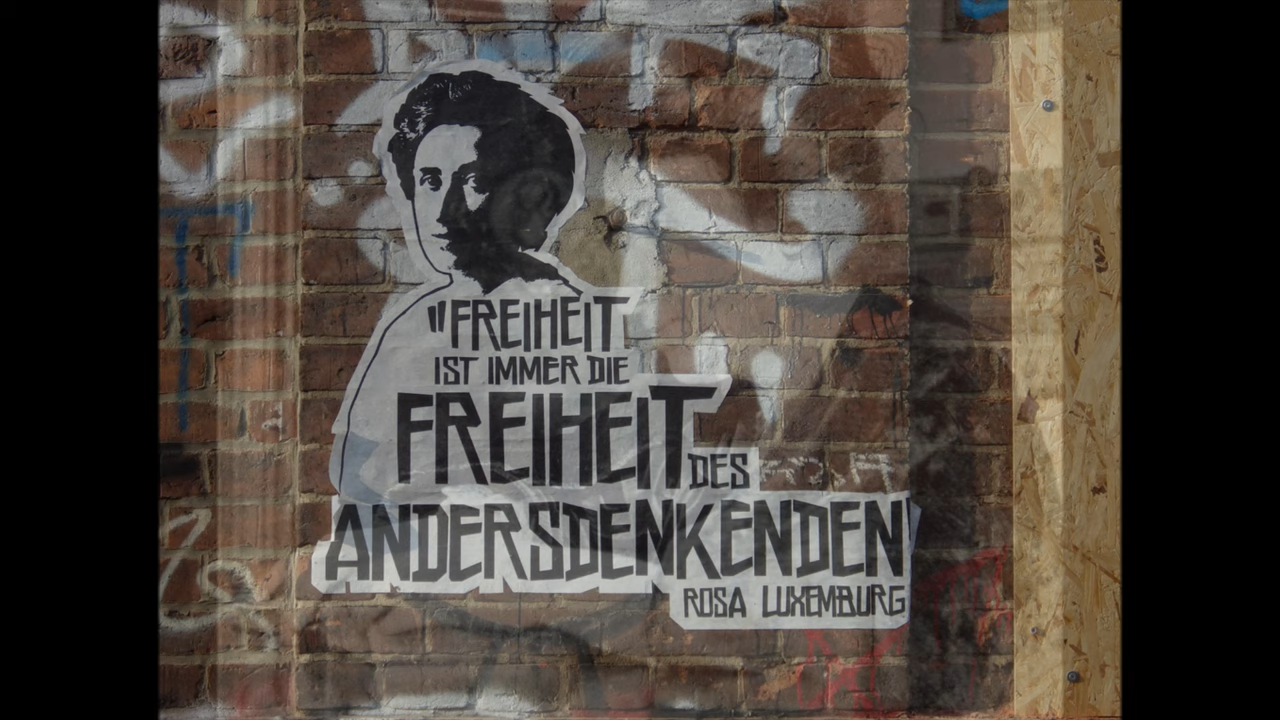 "FREIHEIT
IST IMMER DIE
FREIHEIT DES
ANDERSDENKENDEN"
ROSA LUXEMBURG